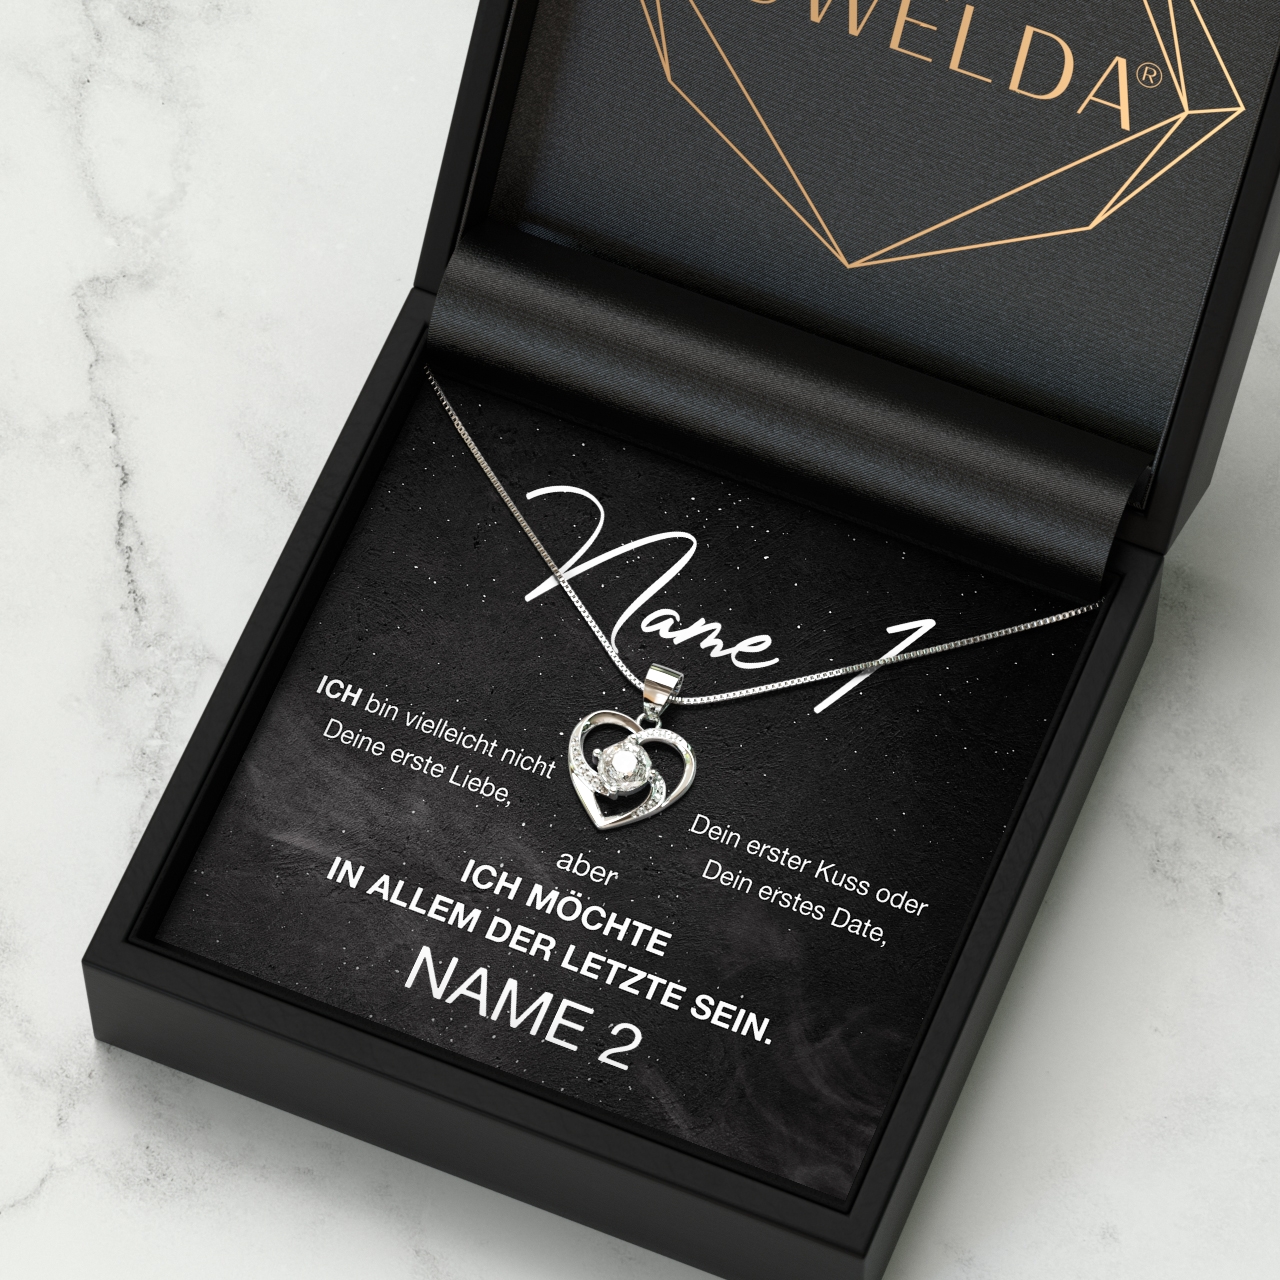 WELDA®
Name 1
ICH bin vielleicht nicht
Deine erste Liebe,
Dein erster Kuss oder
Dein erstes Date,
aber
ICH MÖCHTE
IN ALLEM DER LETZTE SEIN.
NAME 2